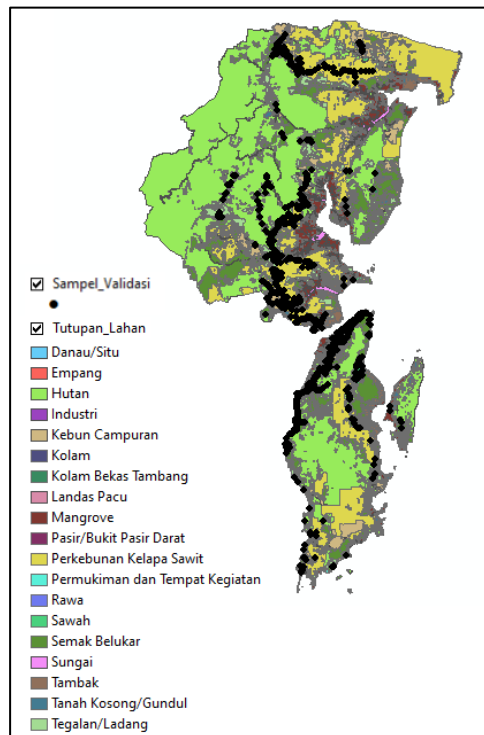 Sampel_Validasi
Tutupan_Lahan
Danau/Situ
Empang
Hutan
Industri
Kebun Campuran
Kolam
Kolam Bekas Tambang
Landas Pacu
Mangrove
Pasir/Bukit Pasir Darat
Perkebunan Kelapa Sawit
Permukiman dan Tempat Kegiatan
Rawa
Sawah
Semak Belukar
Sungai
Tambak
Tanah Kosong/Gundul
Tegalan/Ladang